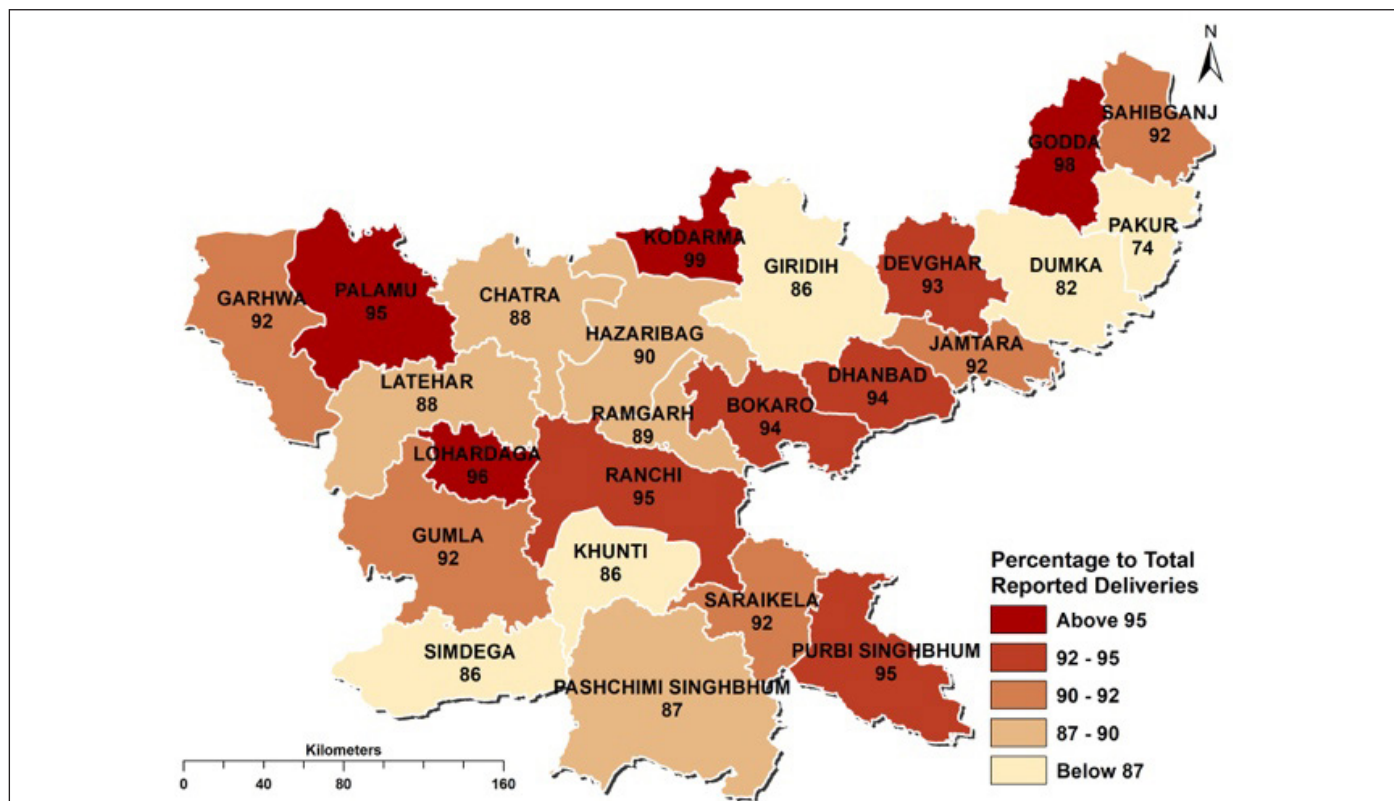 N
SAHIBGANJ
92
GODDA
98
PAKUR
74
KODARMA
99
GIRIDIH
86
DEVGHAR
93
DUMKA
82
GARHWA
92
PALAMU
95
CHATRA
88
HAZARIBAG
90
JAMTARA
92
LATEHAR
88
DHANBAD
94
RAMGARH
89
BOKARO
94
LOHARDAGA
96
RANCHI
95
GUMLA
92
KHUNTI
86
SARAIKELA
92
SIMDEGA
86
PURBI SINGHBHUM
95
PASHCHIMI SINGHBHUM
87
Percentage to Total
Reported Deliveries
Above 95
92 - 95
90 - 92
87 - 90
Below 87
Kilometers
0 40 80 160